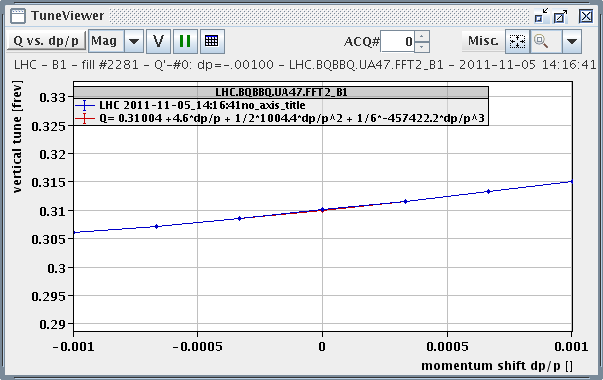 TuneViewer
Q vs. dp/p Mag V ACQ# 0 Misc.
LHC - B1 - fill #2281 - Q'-#0: dp=-.00100 - LHC.BQBBQ.UA47.FFT2_B1 - 2011-11-05 14:16:41
LHC.BQBBQ.UA47.FFT2_B1
LHC 2011-11-05_14:16:41no_axis_title
Q= 0.31004 +4.6*dp/p + 1/2*1004.4*dp/p^2 + 1/6*-457422.2*dp/p^3
vertical tune [frev]
0.33
0.325
0.32
0.315
0.31
0.305
0.3
0.295
0.29
-0.001 -0.0005 0 0.0005 0.001
momentum shift dp/p []